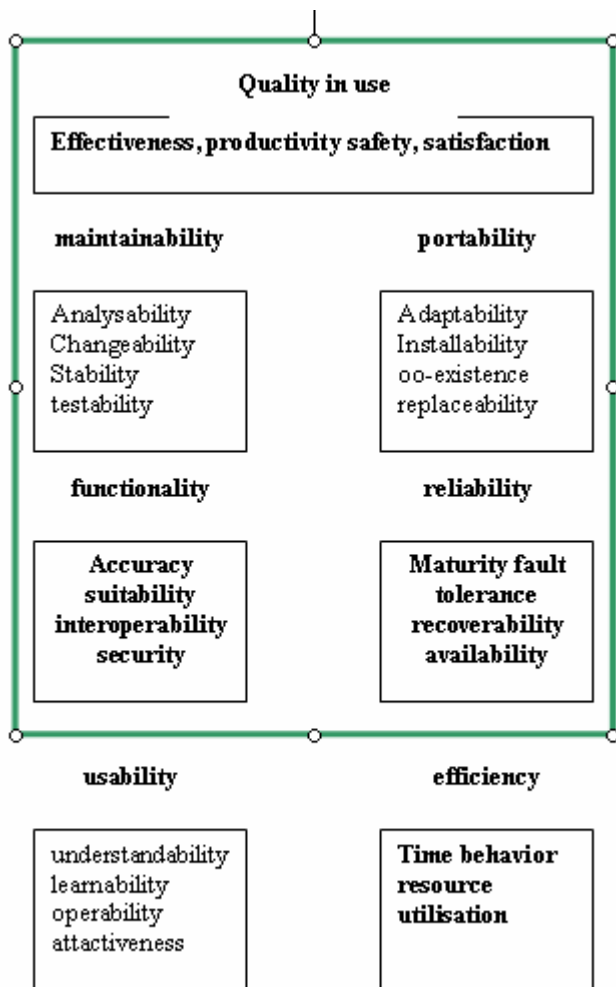 Quality in use
Effectiveness, productivity safety, satisfaction
maintainability
Analysability
Changeability
Stability
testability
portability
Adaptability
Installability
oo-existence
replaceability
functionality
Accuracy
suitability
interoperability
security
reliability
Maturity fault
tolerance
recoverability
availability
usability
understandability
learnability
operability
attactiveness
efficiency
Time behavior
resource
utilisation